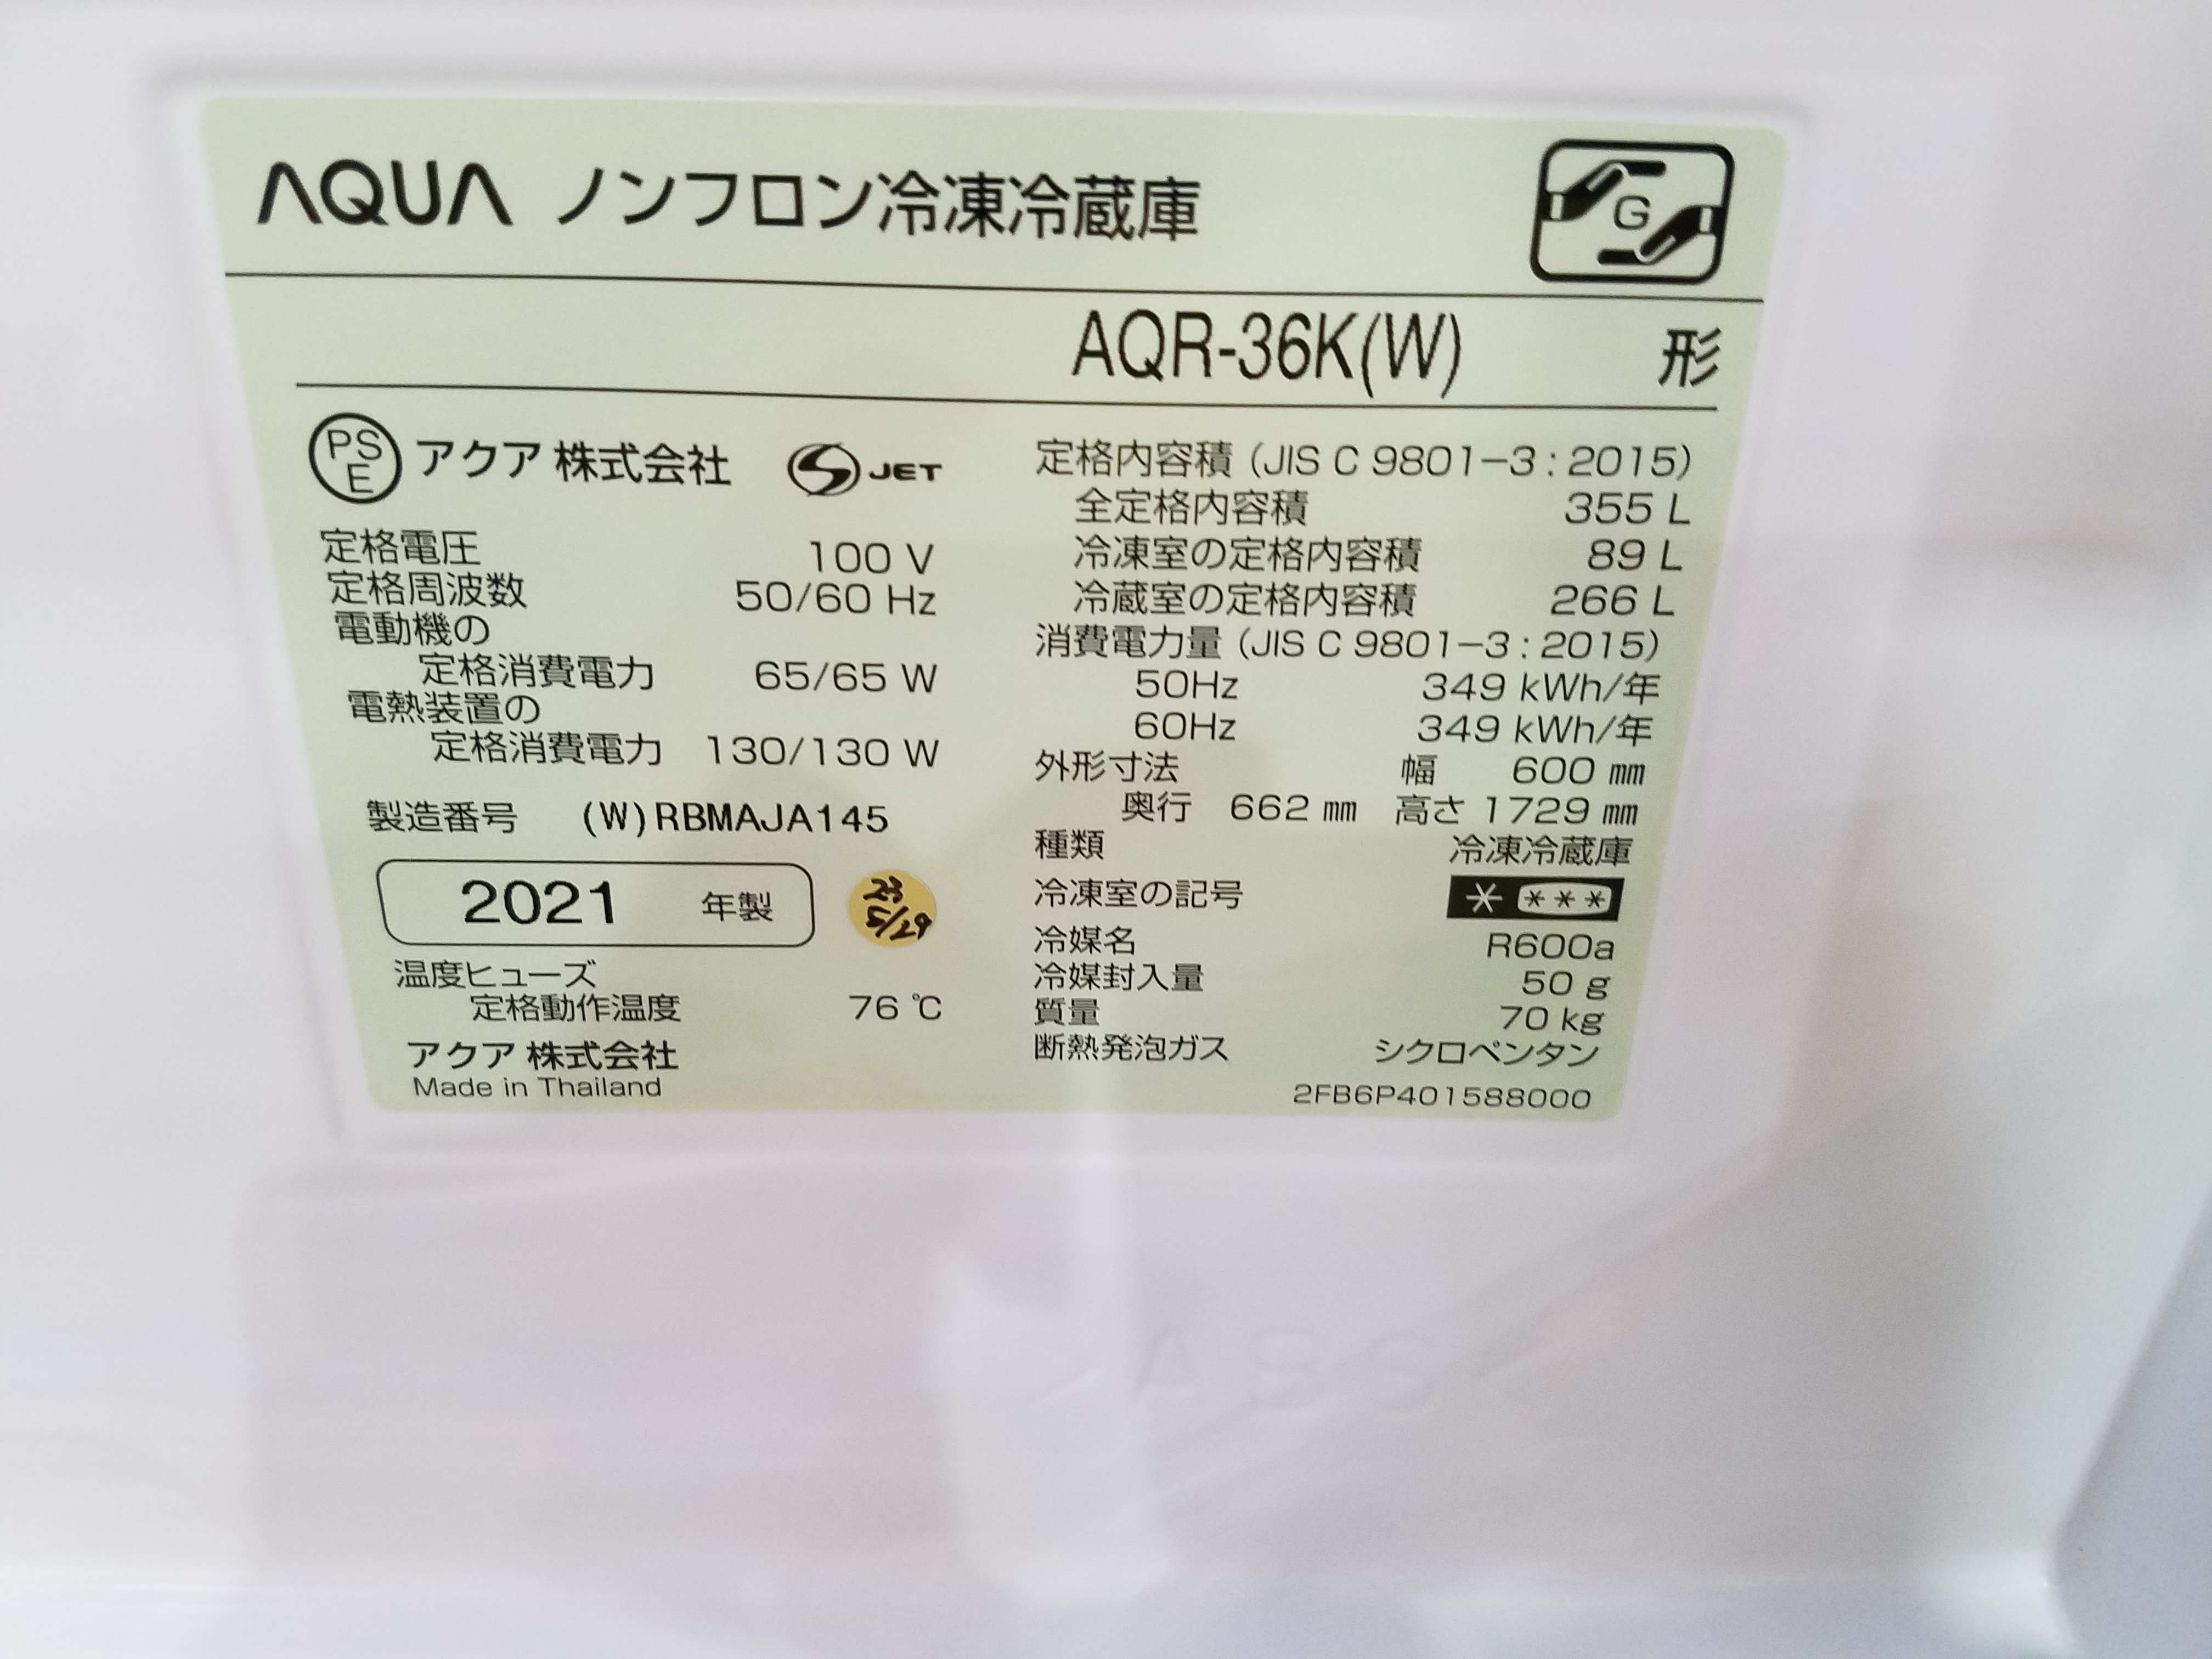 AQUA ノンフロン冷凍冷蔵庫
G
AQR-36K(W) 形
PS
E
アクア 株式会社 S JET
定格電圧 100 V
定格周波数 50/60 Hz
電動機の
定格消費電力 65/65 W
電熱装置の
定格消費電力 130/130 W
製造番号 (W)RBMAJA145
2021 年製
温度ヒューズ
定格動作温度 76 ℃
アクア 株式会社
Made in Thailand
定格内容積 (JIS C 9801-3 : 2015)
全定格内容積 355 L
冷凍室の定格内容積 89 L
冷蔵室の定格内容積 266 L
消費電力量 (JIS C 9801-3 : 2015)
50Hz 349 kWh/年
60Hz 349 kWh/年
外形寸法 幅 600 ㎜
奥行 662 ㎜ 高さ 1729 ㎜
種類 冷凍冷蔵庫
冷凍室の記号 * ***
冷媒名 R600a
冷媒封入量 50 g
質量 70 kg
断熱発泡ガス シクロペンタン
2FB6P401588000
>ABS<